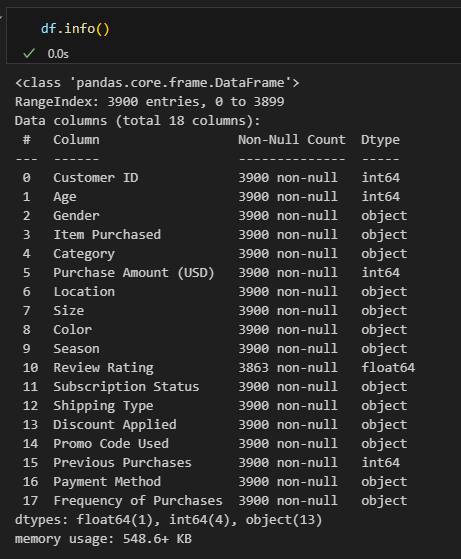 df.info()
0.0s
<class 'pandas.core.frame.DataFrame'>
RangeIndex: 3900 entries, 0 to 3899
Data columns (total 18 columns):
 #   Column                  Non-Null Count  Dtype
---  ------                  --------------  -----
 0   Customer ID             3900 non-null   int64
 1   Age                     3900 non-null   int64
 2   Gender                  3900 non-null   object
 3   Item Purchased          3900 non-null   object
 4   Category                3900 non-null   object
 5   Purchase Amount (USD)   3900 non-null   int64
 6   Location                3900 non-null   object
 7   Size                    3900 non-null   object
 8   Color                   3900 non-null   object
 9   Season                  3900 non-null   object
 10  Review Rating           3863 non-null   float64
 11  Subscription Status     3900 non-null   object
 12  Shipping Type           3900 non-null   object
 13  Discount Applied        3900 non-null   object
 14  Promo Code Used         3900 non-null   object
 15  Previous Purchases      3900 non-null   int64
 16  Payment Method          3900 non-null   object
 17  Frequency of Purchases  3900 non-null   object
dtypes: float64(1), int64(4), object(13)
memory usage: 548.6+ KB